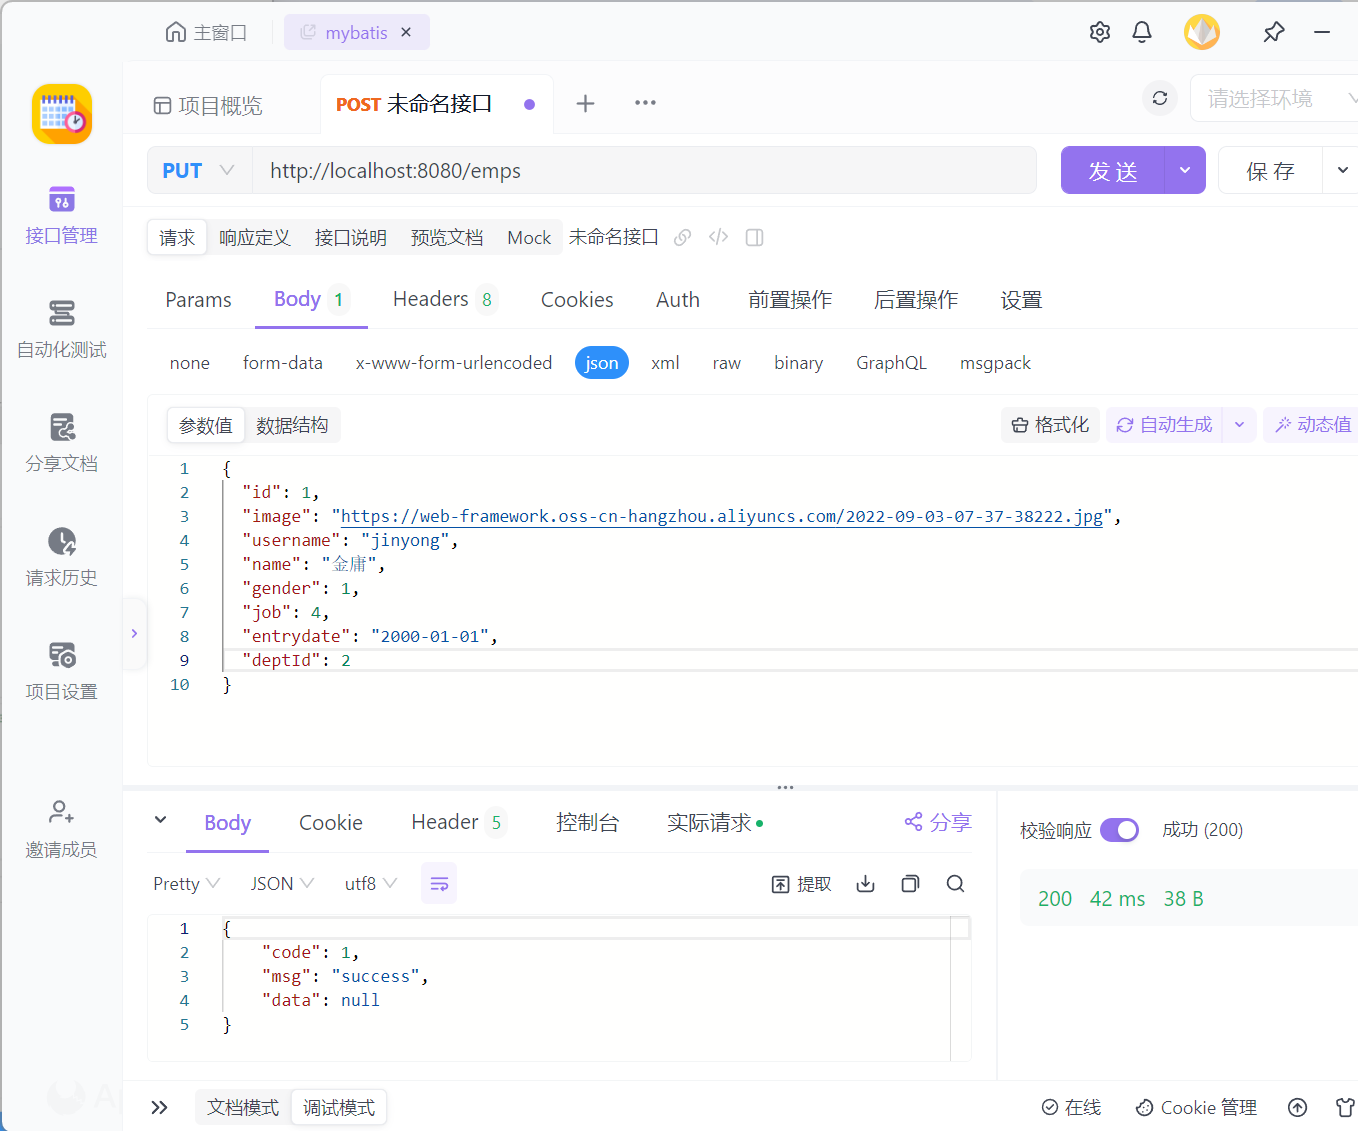 主窗口
mybatis
项目概览
POST 未命名接口
请选择环境
PUT
http://localhost:8080/emps
发 送
保 存
接口管理
自动化测试
分享文档
请求历史
项目设置
邀请成员
请求
响应定义
接口说明
预览文档
Mock
未命名接口
Params
Body 1
Headers 8
Cookies
Auth
前置操作
后置操作
设置
none
form-data
x-www-form-urlencoded
json
xml
raw
binary
GraphQL
msgpack
参数值
数据结构
格式化
自动生成
动态值
1 {
2 "id": 1,
3 "image": "https://web-framework.oss-cn-hangzhou.aliyuncs.com/2022-09-03-07-37-38222.jpg",
4 "username": "jinyong",
5 "name": "金庸",
6 "gender": 1,
7 "job": 4,
8 "entrydate": "2000-01-01",
9 "deptId": 2
10 }
Body
Cookie
Header 5
控制台
实际请求
分享
校验响应
成功 (200)
Pretty
JSON
utf8
提取
200 42 ms 38 B
1 {
2 "code": 1,
3 "msg": "success",
4 "data": null
5 }
文档模式
调试模式
在线
Cookie 管理